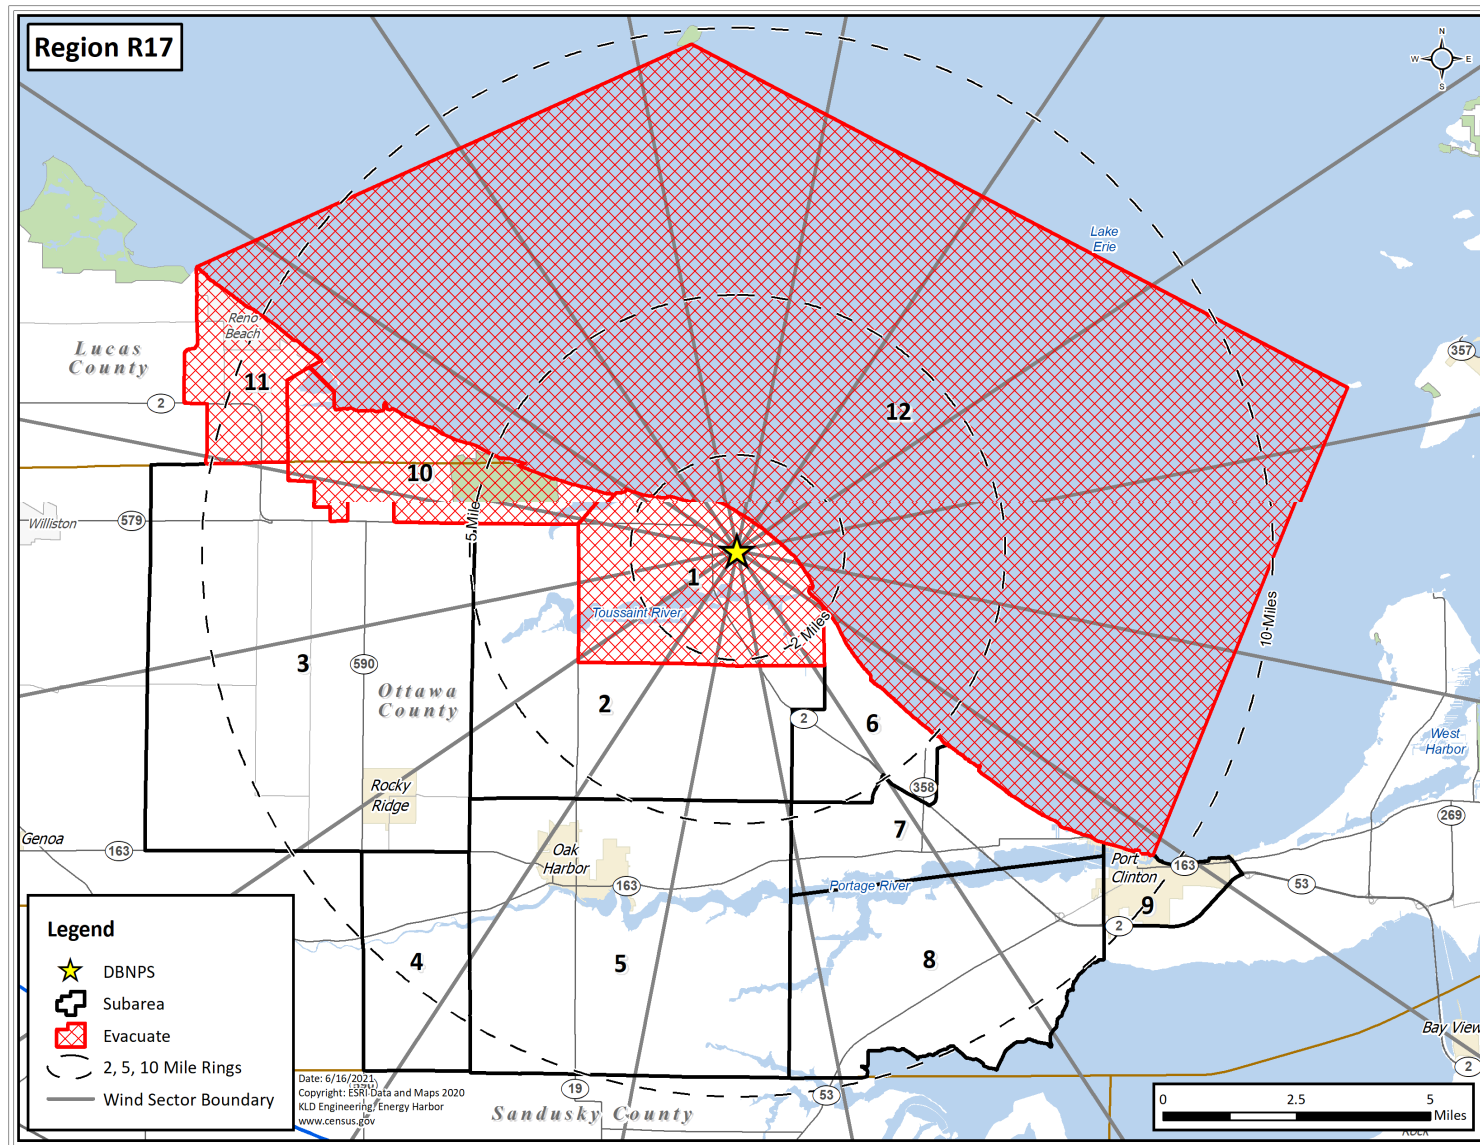 Region R17
N
W E
S
Lake
Erie
Reno
Beach
Lucas
County
357
11
2
12
10
Williston
579
5 Mile
1
Toussaint River
2 Miles
10 Miles
3
590
Ottawa
County
2
2
6
West
Harbor
Rocky
Ridge
358
7
269
Genoa
163
Oak
Harbor
163
Portage River
Port
Clinton
163
53
9
2
4
5
8
Legend
DBNPS
Subarea
Evacuate
2, 5, 10 Mile Rings
Wind Sector Boundary
Bay View
2
Date: 6/16/2021
Copyright: ESRI Data and Maps 2020
KLD Engineering, Energy Harbor
www.census.gov
590
19
53
Sandusky County
0 2.5 5
Miles
Rock